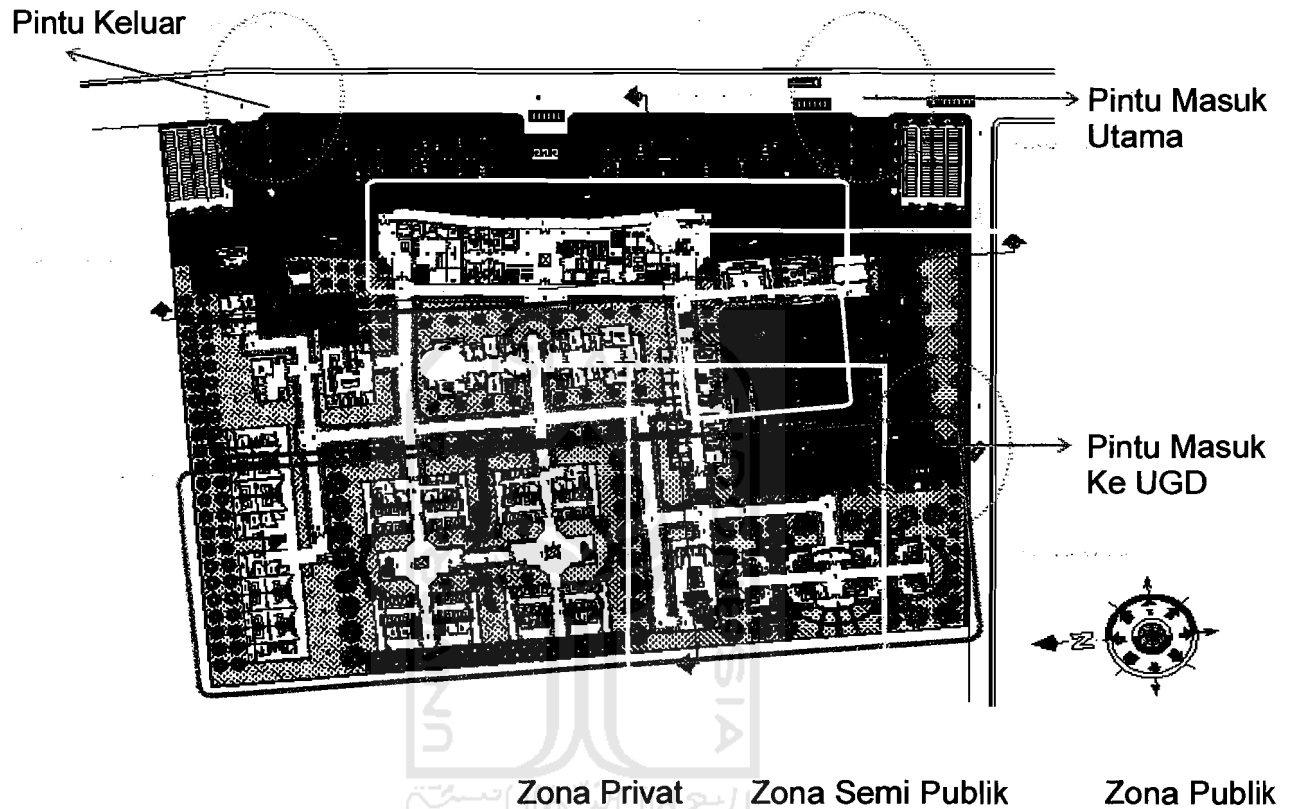 Pintu Keluar
Pintu Masuk
Utama
Pintu Masuk
Ke UGD
N
Zona Privat Zona Semi Publik Zona Publik